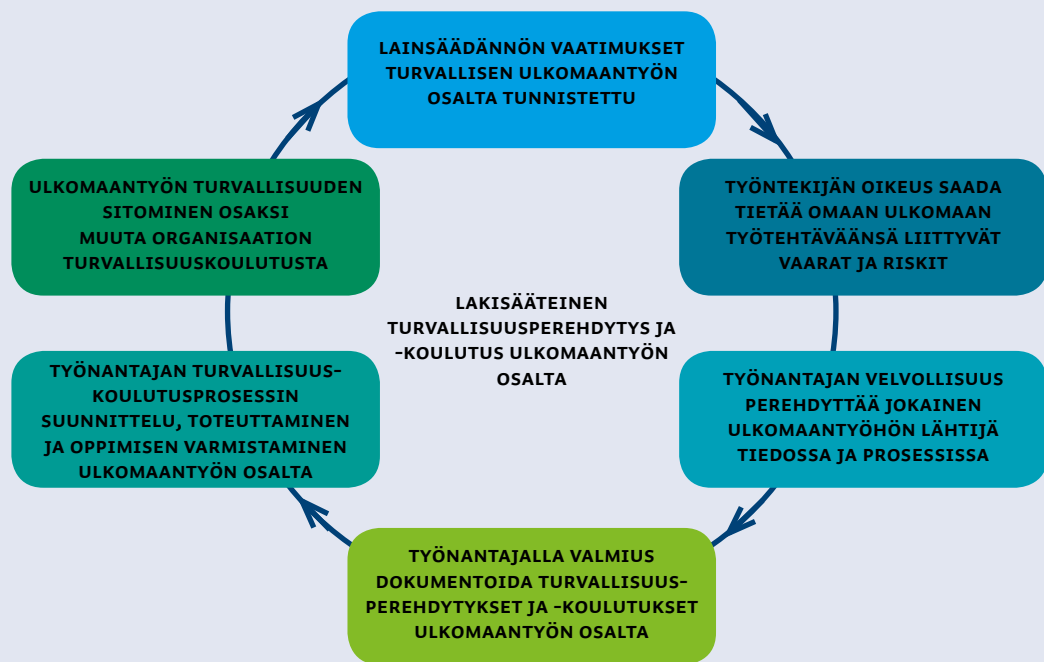 LAINSÄÄDÄNNÖN VAATIMUKSET
TURVALLISEN ULKOMAANTYÖN
OSALTA TUNNISTETTU
TYÖNTEKIJÄN OIKEUS SAADA
TIETÄÄ OMAAN ULKOMAAN
TYÖTEHTÄVÄÄNSÄ LIITTYVÄT
VAARAT JA RISKIT
TYÖNANTAJAN VELVOLLISUUS
PEREHDYTTÄÄ JOKAINEN
ULKOMAANTYÖHÖN LÄHTIJÄ
TIEDOSSA JA PROSESSISSA
TYÖNANTAJALLA VALMIUS
DOKUMENTOIDA TURVALLISUUS-
PEREHDYTYKSET JA -KOULUTUKSET
ULKOMAANTYÖN OSALTA
TYÖNANTAJAN TURVALLISUUS-
KOULUTUSPROSESSIN
SUUNNITTELU, TOTEUTTAMINEN
JA OPPIMISEN VARMISTAMINEN
ULKOMAANTYÖN OSALTA
ULKOMAANTYÖN TURVALLISUUDEN
SITOMINEN OSAKSI
MUUTA ORGANISAATION
TURVALLISUUSKOULUTUSTA
LAKISÄÄTEINEN
TURVALLISUUSPEREHDYTYS JA
-KOULUTUS ULKOMAANTYÖN
OSALTA